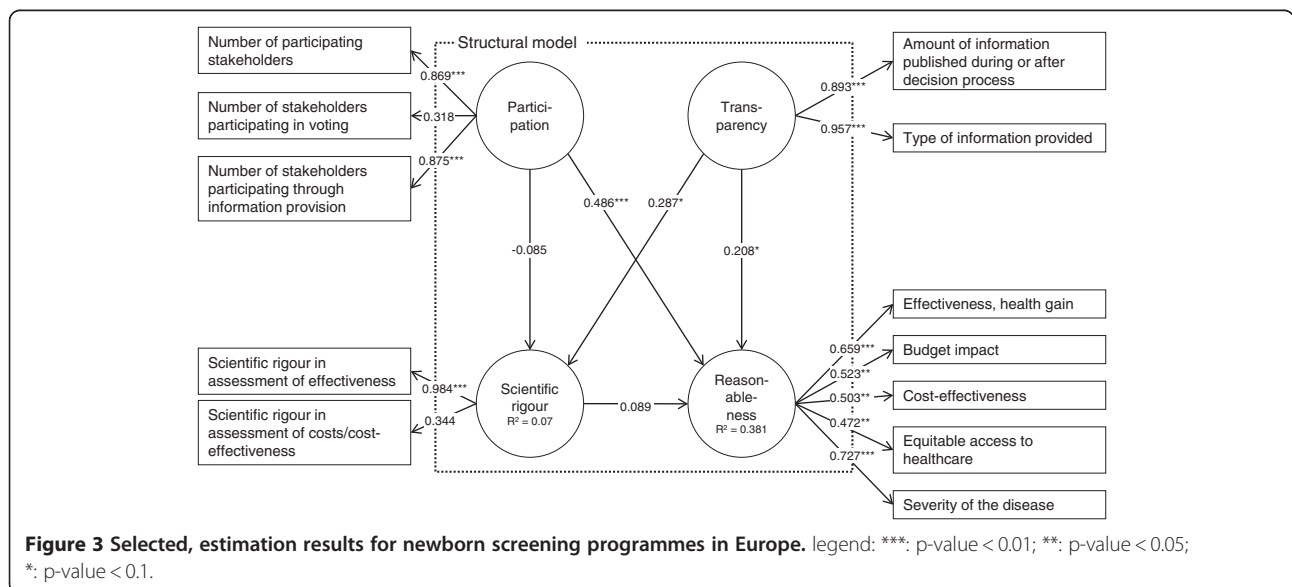 Structural model
Number of participating
stakeholders
0.869***
Number of stakeholders
participating in voting
0.318
Number of stakeholders
participating through
information provision
0.875***
Partici-
pation
Trans-
parency
Amount of information
published during or after
decision process
0.893***
Type of information provided
0.957***
0.486***
0.287*
-0.085
0.208*
Scientific rigour in
assessment of effectiveness
0.984***
Scientific rigour in
assessment of costs/cost-
effectiveness
0.344
Scientific
rigour
R² = 0.07
0.089
Reason-
able-
ness
R² = 0.381
Effectiveness, health gain
0.659***
Budget impact
0.523**
Cost-effectiveness
0.503**
Equitable access to
healthcare
0.472**
Severity of the disease
0.727***
Figure 3 Selected, estimation results for newborn screening programmes in Europe. legend: ***: p-value < 0.01; **: p-value < 0.05;
*: p-value < 0.1.